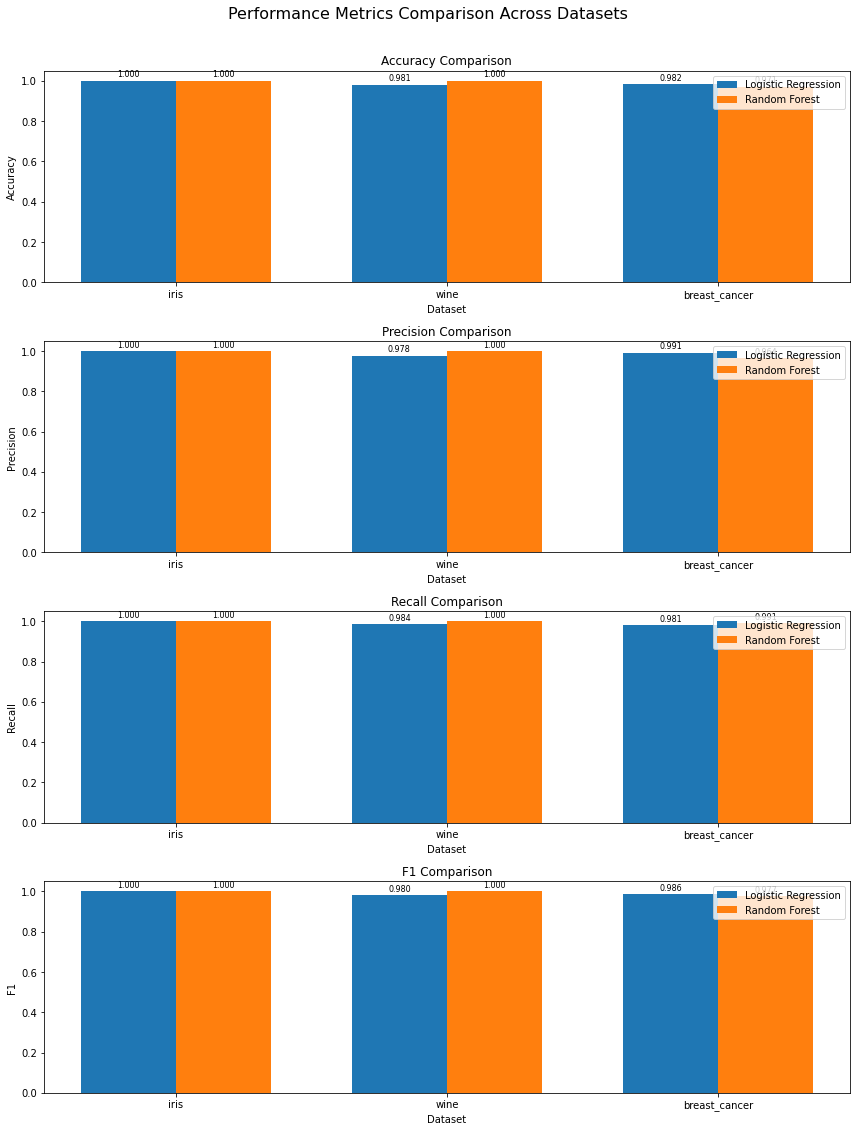 Performance Metrics Comparison Across Datasets
Accuracy Comparison
1.000 1.000 0.981 1.000 0.982
Logistic Regression
Random Forest
1.0
0.8
0.6
0.4
0.2
0.0
Accuracy
iris wine breast_cancer
Dataset
Precision Comparison
1.000 1.000 0.978 1.000 0.991
Logistic Regression
Random Forest
1.0
0.8
0.6
0.4
0.2
0.0
Precision
iris wine breast_cancer
Dataset
Recall Comparison
1.000 1.000 0.984 1.000 0.981 0.991
Logistic Regression
Random Forest
1.0
0.8
0.6
0.4
0.2
0.0
Recall
iris wine breast_cancer
Dataset
F1 Comparison
1.000 1.000 0.980 1.000 0.986 0.977
Logistic Regression
Random Forest
1.0
0.8
0.6
0.4
0.2
0.0
F1
iris wine breast_cancer
Dataset